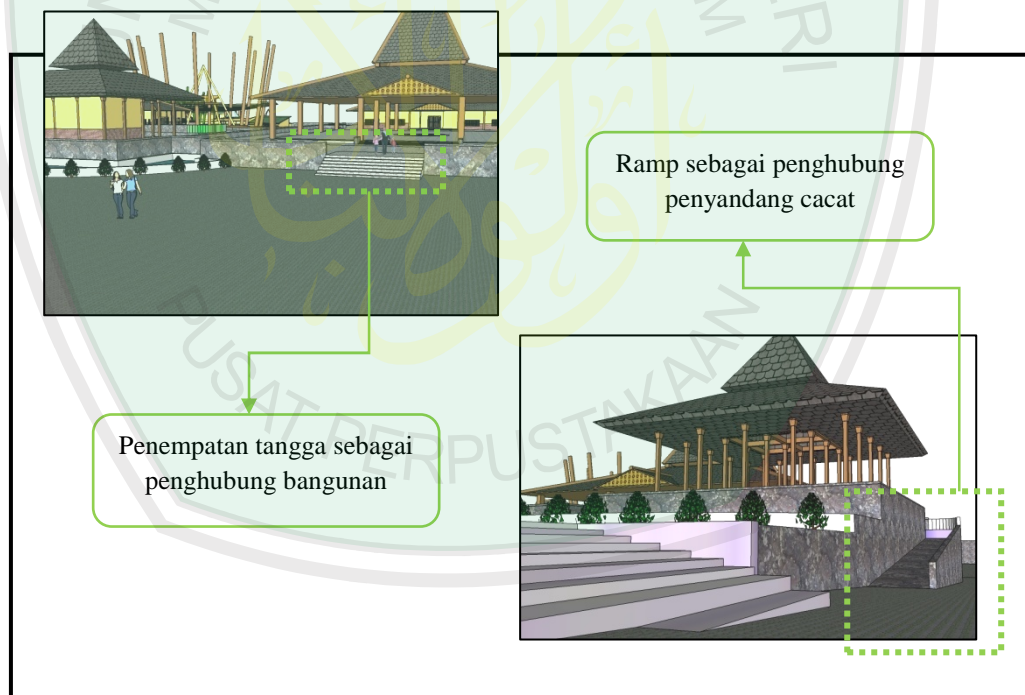 Ramp sebagai penghubung
penyandang cacat
Penempatan tangga sebagai
penghubung bangunan
PUSAT PERPUSTAKAAN